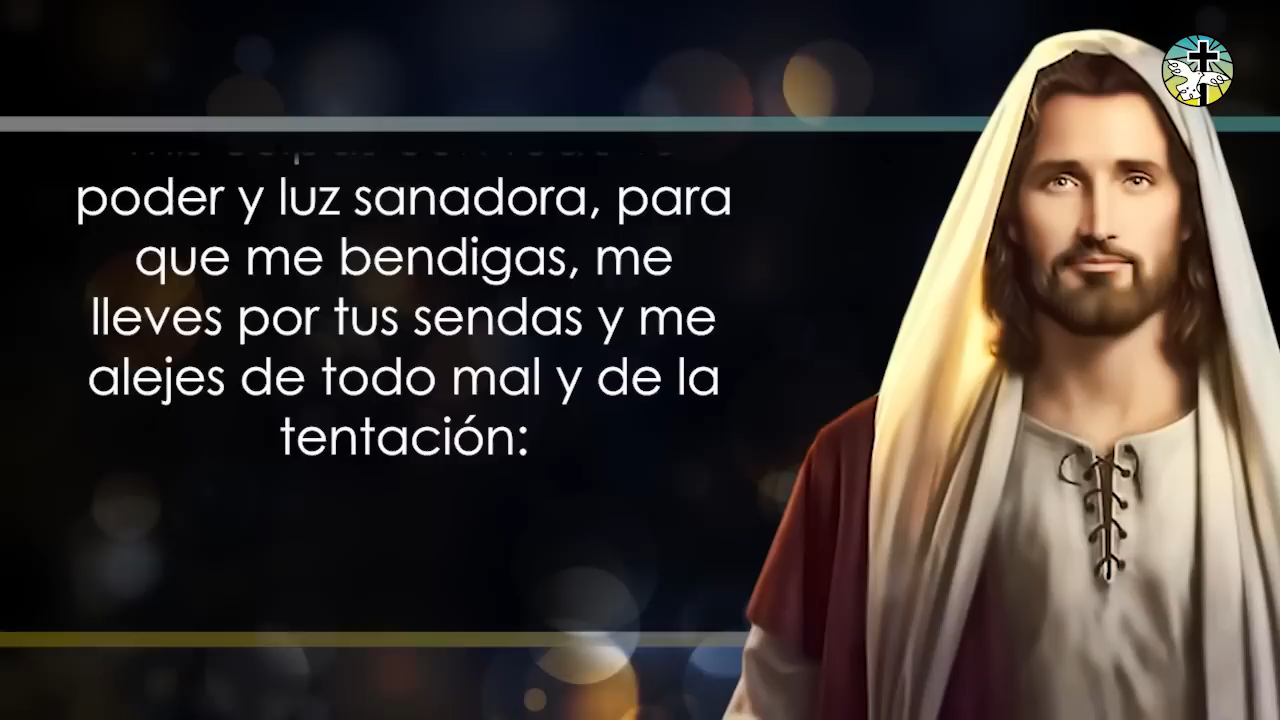 poder y luz sanadora, para
que me bendigas, me
lleves por tus sendas y me
alejes de todo mal y de la
tentación: